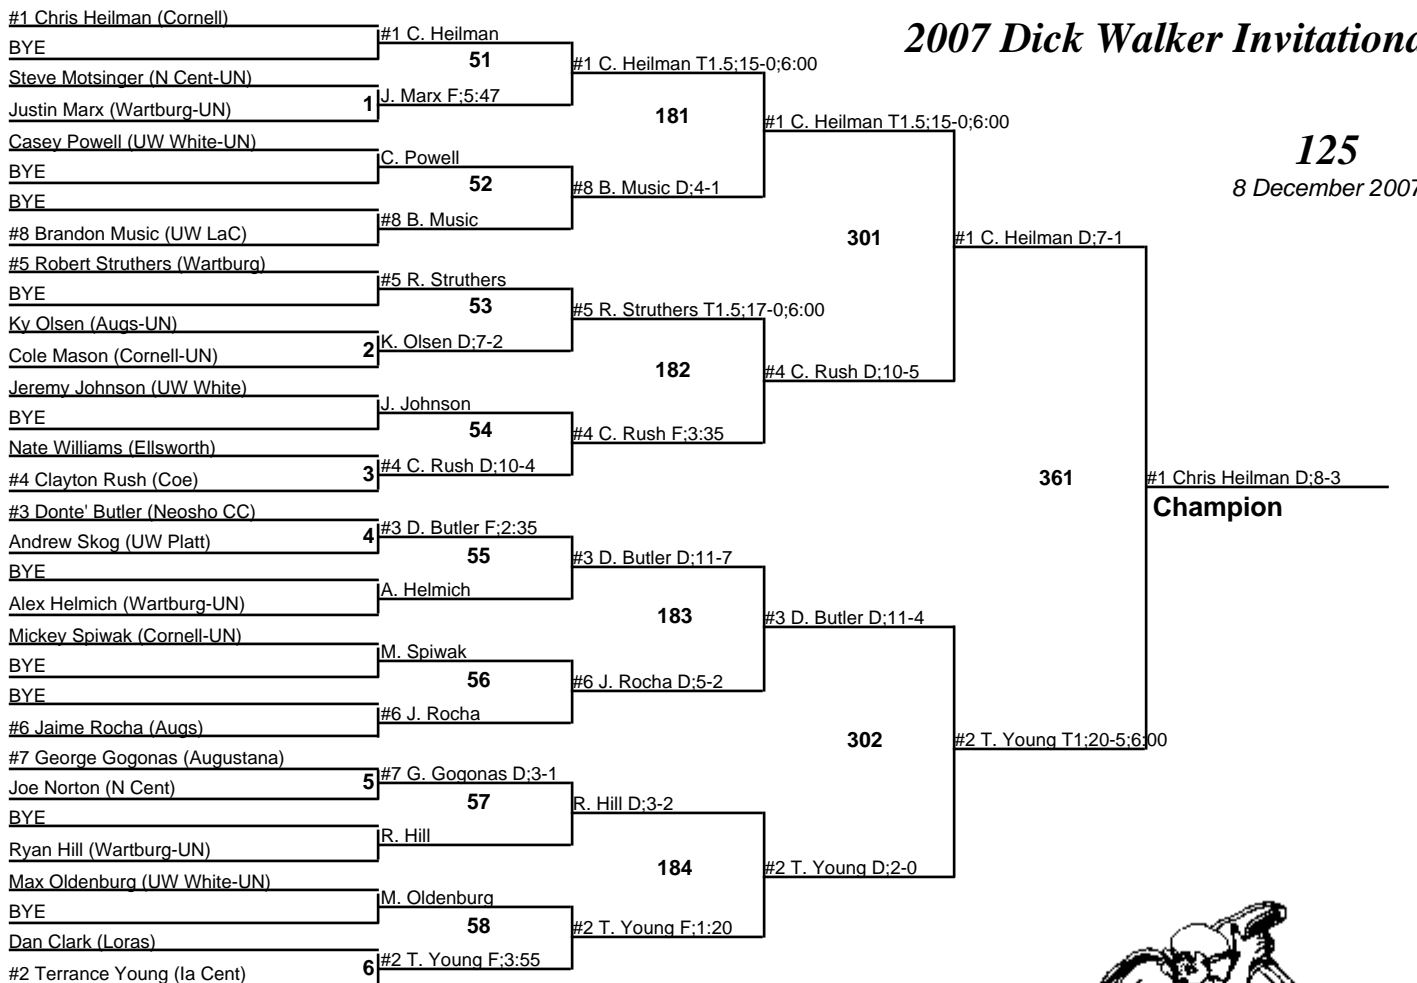 2007 Dick Walker Invitationa
125
8 December 2007
#1 Chris Heilman (Cornell)
BYE
Steve Motsinger (N Cent-UN)
Justin Marx (Wartburg-UN)
Casey Powell (UW White-UN)
BYE
BYE
#8 Brandon Music (UW LaC)
#5 Robert Struthers (Wartburg)
BYE
Ky Olsen (Augs-UN)
Cole Mason (Cornell-UN)
Jeremy Johnson (UW White)
BYE
Nate Williams (Ellsworth)
#4 Clayton Rush (Coe)
#3 Donte' Butler (Neosho CC)
Andrew Skog (UW Platt)
BYE
Alex Helmich (Wartburg-UN)
Mickey Spiwak (Cornell-UN)
BYE
BYE
#6 Jaime Rocha (Augs)
#7 George Gogonas (Augustana)
Joe Norton (N Cent)
BYE
Ryan Hill (Wartburg-UN)
Max Oldenburg (UW White-UN)
BYE
Dan Clark (Loras)
#2 Terrance Young (Ia Cent)
1
2
3
4
5
6
#1 C. Heilman
51
J. Marx F;5:47
C. Powell
52
#8 B. Music
#5 R. Struthers
53
K. Olsen D;7-2
J. Johnson
54
#4 C. Rush D;10-4
#3 D. Butler F;2:35
55
A. Helmich
M. Spiwak
56
#6 J. Rocha
#7 G. Gogonas D;3-1
57
R. Hill
M. Oldenburg
58
#2 T. Young F;3:55
#1 C. Heilman T1.5;15-0;6:00
181
#8 B. Music D;4-1
#5 R. Struthers T1.5;17-0;6:00
182
#4 C. Rush F;3:35
#3 D. Butler D;11-7
183
#6 J. Rocha D;5-2
R. Hill D;3-2
184
#2 T. Young F;1:20
#1 C. Heilman T1.5;15-0;6:00
301
#4 C. Rush D;10-5
#3 D. Butler D;11-4
302
#2 T. Young D;2-0
#1 C. Heilman D;7-1
361
#2 T. Young T1;20-5;6:00
#1 Chris Heilman D;8-3
Champion